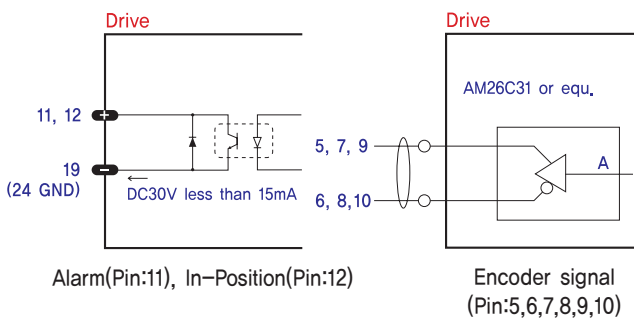 Drive
11, 12
+
19
(24 GND)
-
DC30V less than 15mA
Alarm(Pin:11), In-Position(Pin:12)
Drive
AM26C31 or equ.
5, 7, 9
A
6, 8,10
Encoder signal
(Pin:5,6,7,8,9,10)